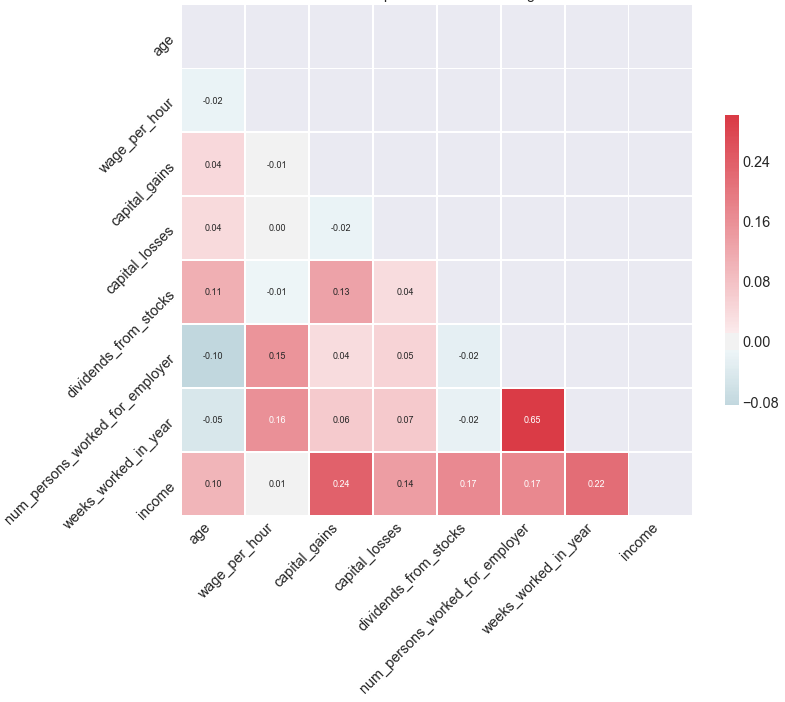 age
wage_per_hour
-0.02
capital_gains
0.04 -0.01
capital_losses
0.04 0.00 -0.02
dividends_from_stocks
0.11 -0.01 0.13 0.04
num_persons_worked_for_employer
-0.10 0.15 0.04 0.05 -0.02
weeks_worked_in_year
-0.05 0.16 0.06 0.07 -0.02 0.65
income
0.10 0.01 0.24 0.14 0.17 0.17 0.22
age
wage_per_hour
capital_gains
capital_losses
dividends_from_stocks
num_persons_worked_for_employer
weeks_worked_in_year
income
0.24
0.16
0.08
0.00
−0.08